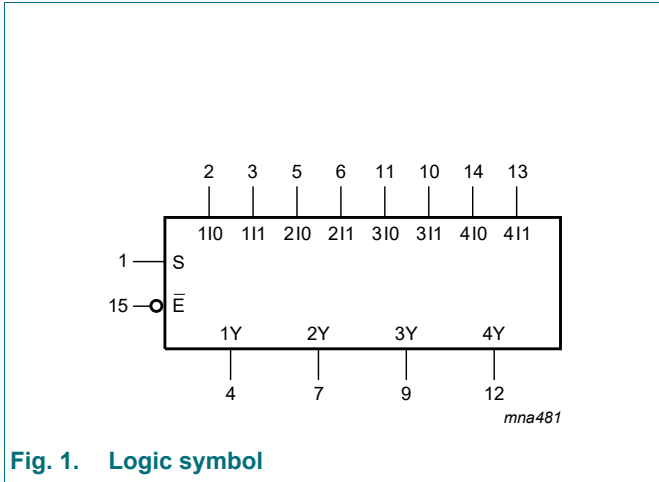 2 3 5 6 11 10 14 13
1I0 1I1 2I0 2I1 3I0 3I1 4I0 4I1
1 S
15 E̅
1Y 2Y 3Y 4Y
4 7 9 12
mna481
Fig. 1. Logic symbol